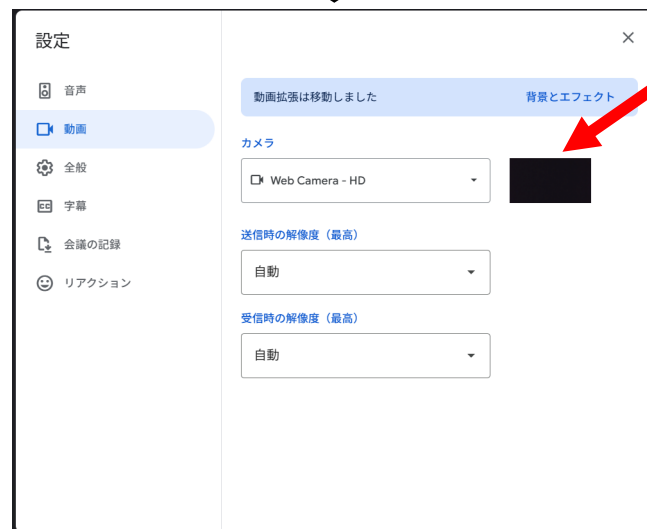 設定
音声
動画
全般
字幕
会議の記録
リアクション
動画拡張は移動しました 背景とエフェクト
カメラ
Web Camera - HD
送信時の解像度（最高）
自動
受信時の解像度（最高）
自動